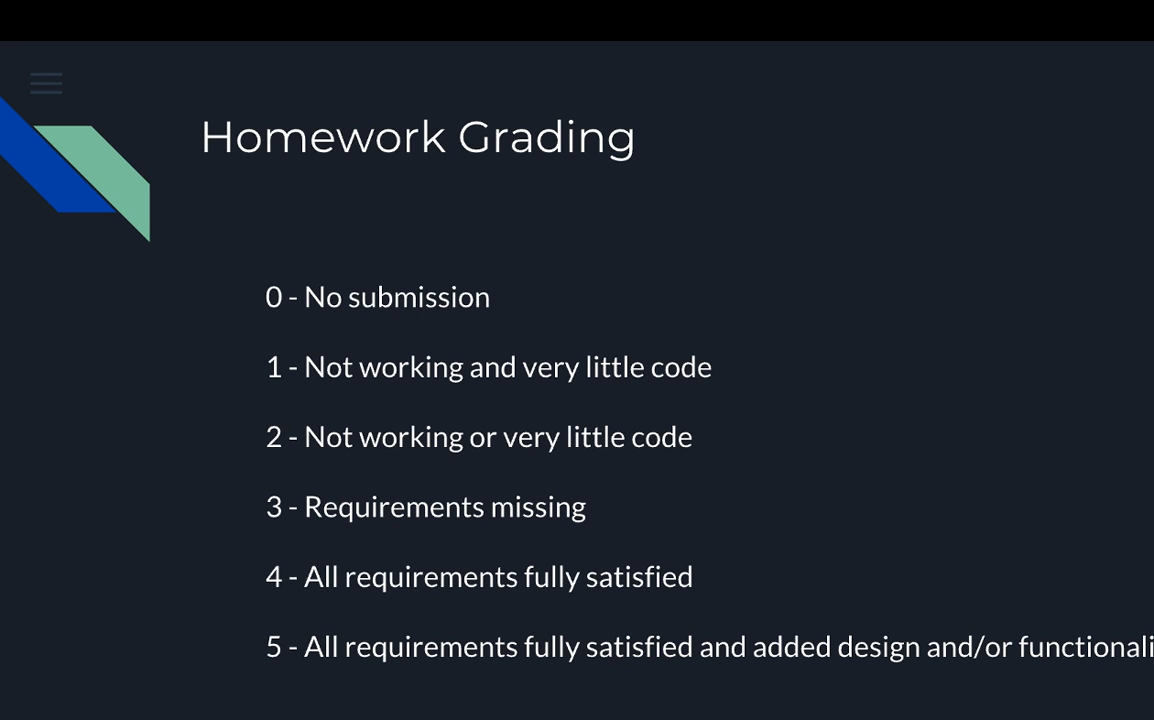 Homework Grading
0 - No submission
1 - Not working and very little code
2 - Not working or very little code
3 - Requirements missing
4 - All requirements fully satisfied
5 - All requirements fully satisfied and added design and/or